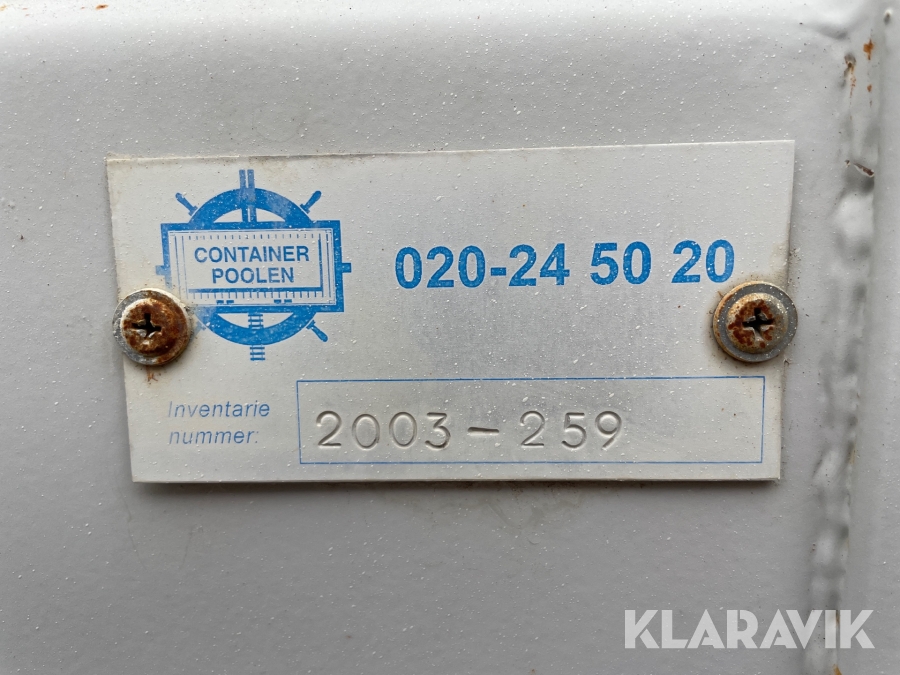 CONTAINER
POOLEN
020-24 50 20
Inventarie
nummer:
2003-259
KLARAVIK